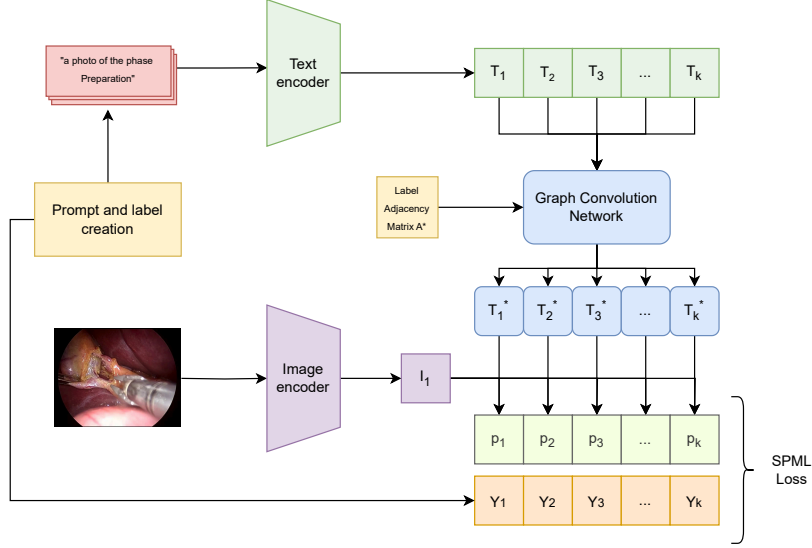 "a photo of the phase
Preparation"
Text
encoder
T1 T2 T3 ... Tk
Prompt and label
creation
Label
Adjacency
Matrix A*
Graph Convolution
Network
T1* T2* T3* ... Tk*
Image
encoder
I1
p1 p2 p3 ... pk
SPML
Loss
Y1 Y2 Y3 ... Yk